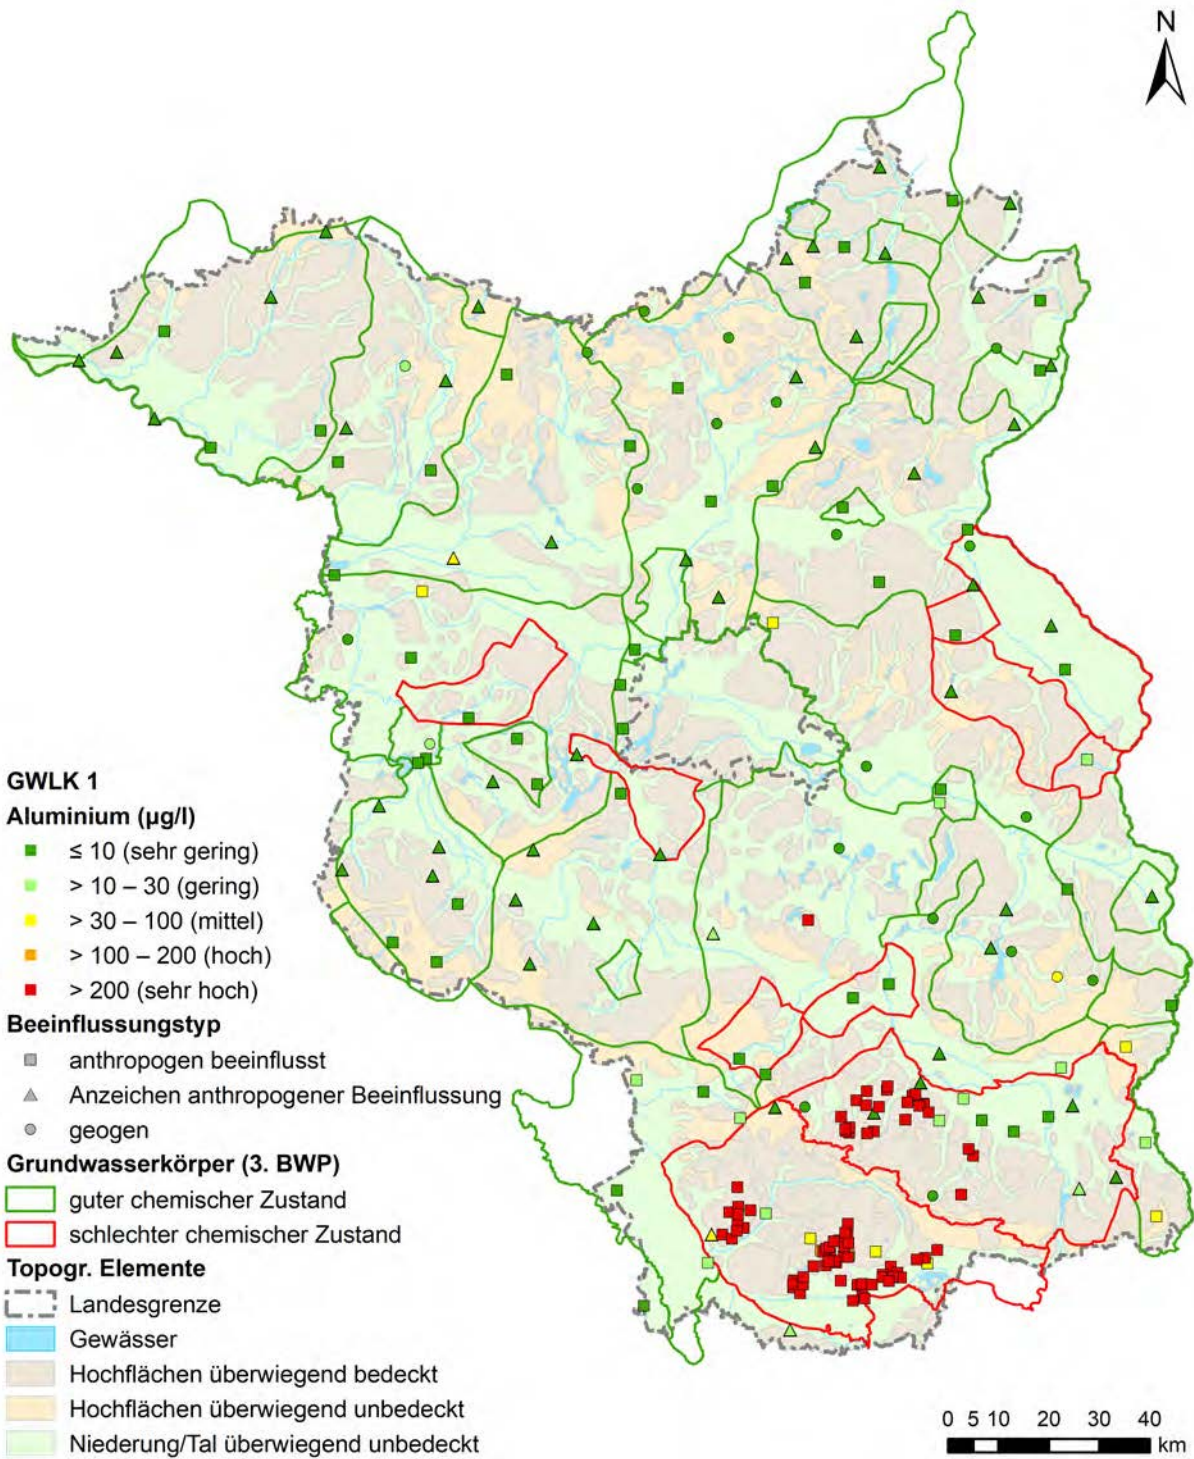 N
GWLK 1
Aluminium (µg/l)
≤ 10 (sehr gering)
> 10 – 30 (gering)
> 30 – 100 (mittel)
> 100 – 200 (hoch)
> 200 (sehr hoch)
Beeinflussungstyp
anthropogen beeinflusst
Anzeichen anthropogener Beeinflussung
geogen
Grundwasserkörper (3. BWP)
guter chemischer Zustand
schlechter chemischer Zustand
Topogr. Elemente
Landesgrenze
Gewässer
Hochflächen überwiegend bedeckt
Hochflächen überwiegend unbedeckt
Niederung/Tal überwiegend unbedeckt
0 5 10 20 30 40
km